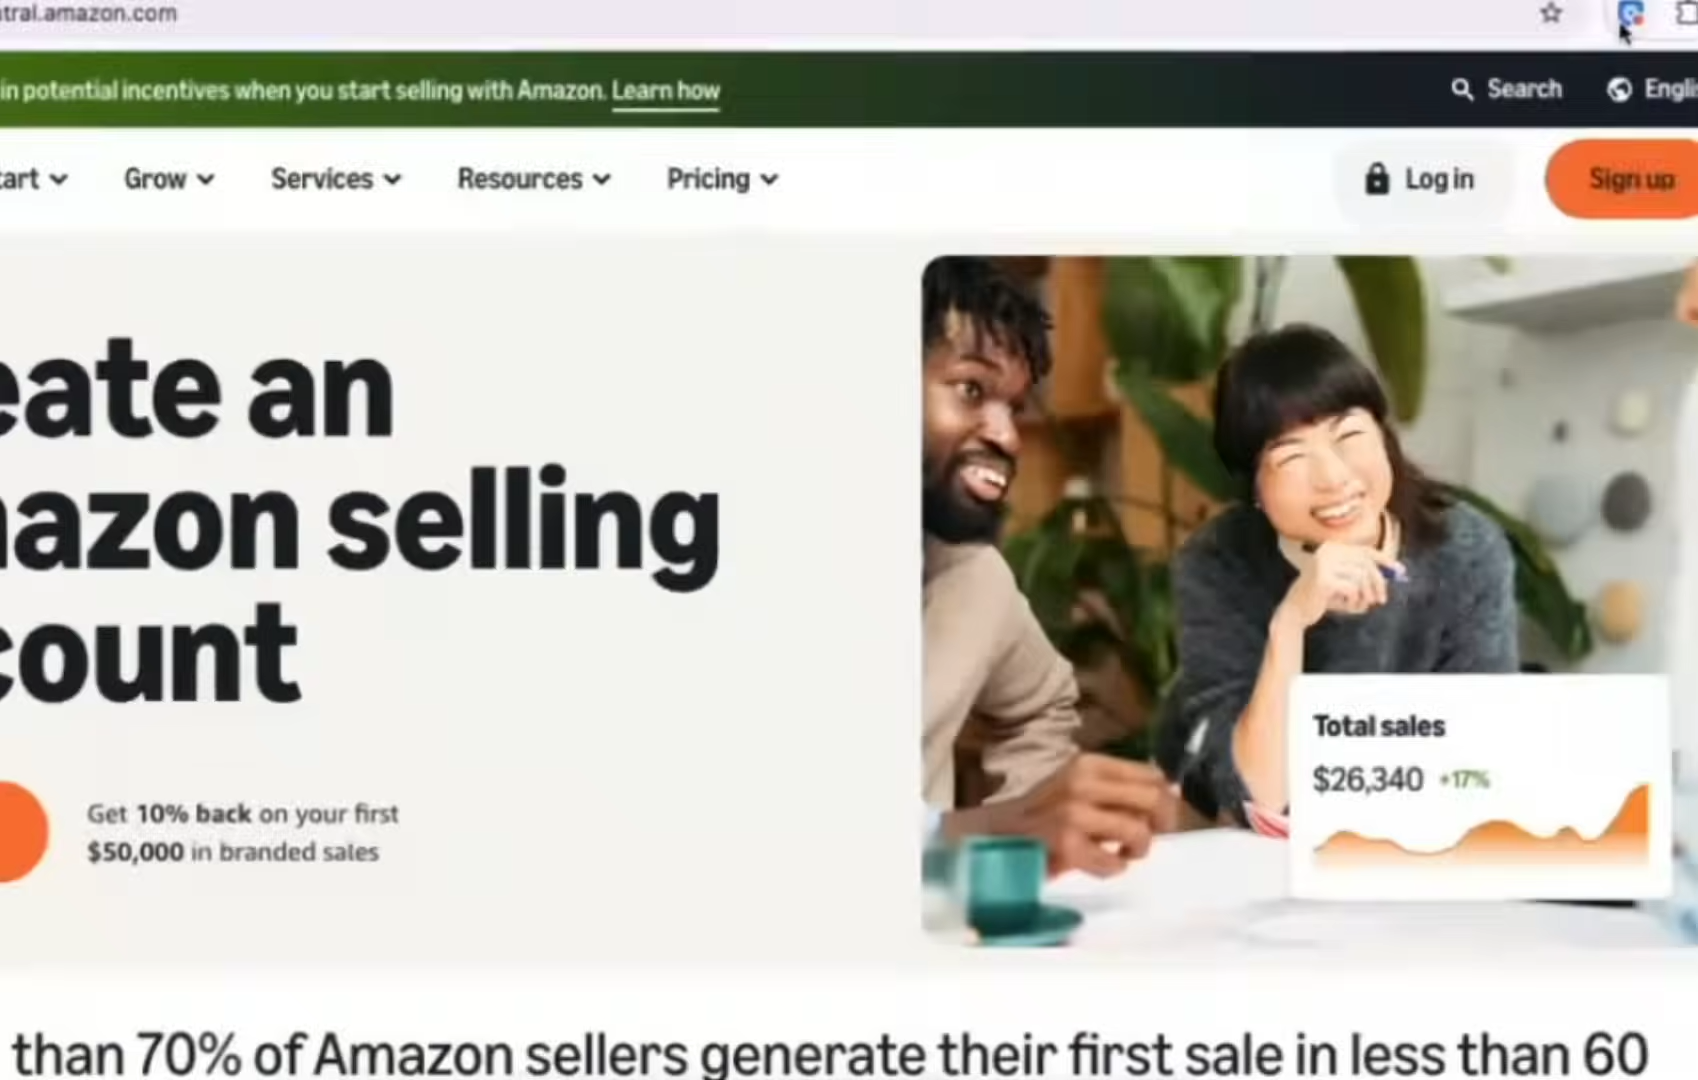 tral.amazon.com
in potential incentives when you start selling with Amazon. Learn how
Search
Englis
tart
Grow
Services
Resources
Pricing
Log in
Sign up
eate an
nazon selling
count
Get 10% back on your first
$50,000 in branded sales
Total sales
$26,340 +17%
than 70% of Amazon sellers generate their first sale in less than 60